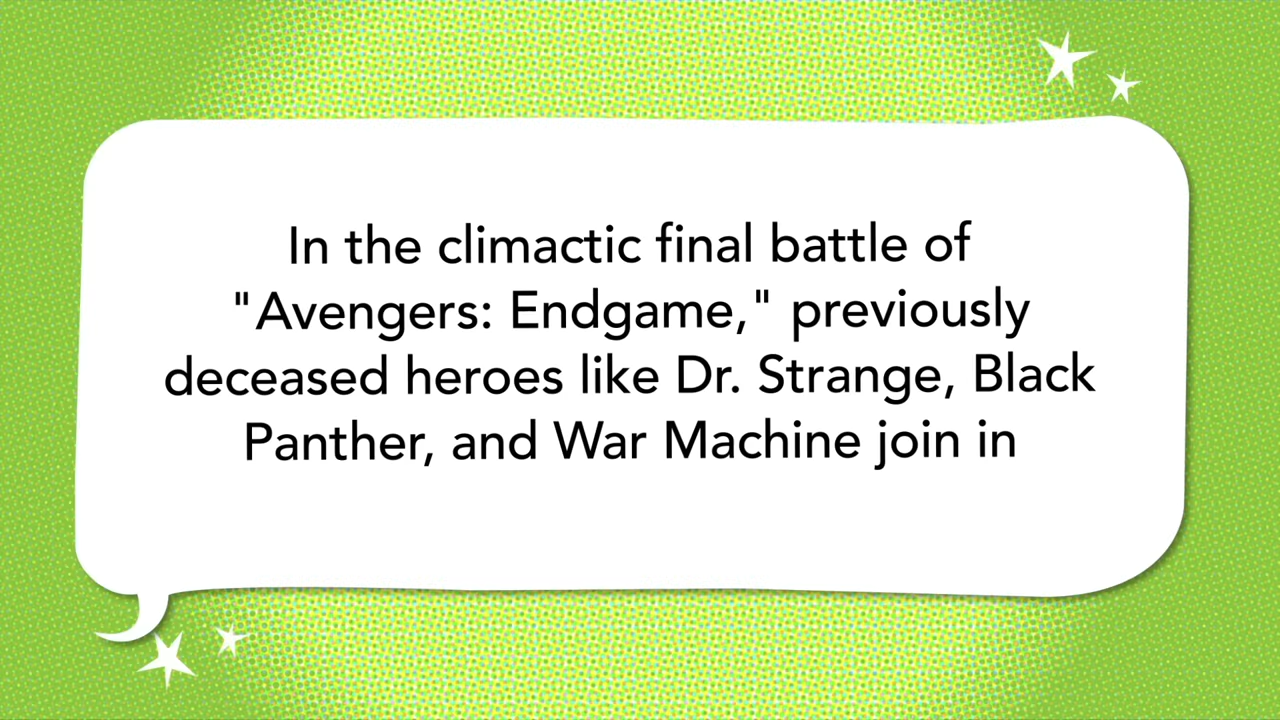 In the climactic final battle of
"Avengers: Endgame," previously
deceased heroes like Dr. Strange, Black
Panther, and War Machine join in